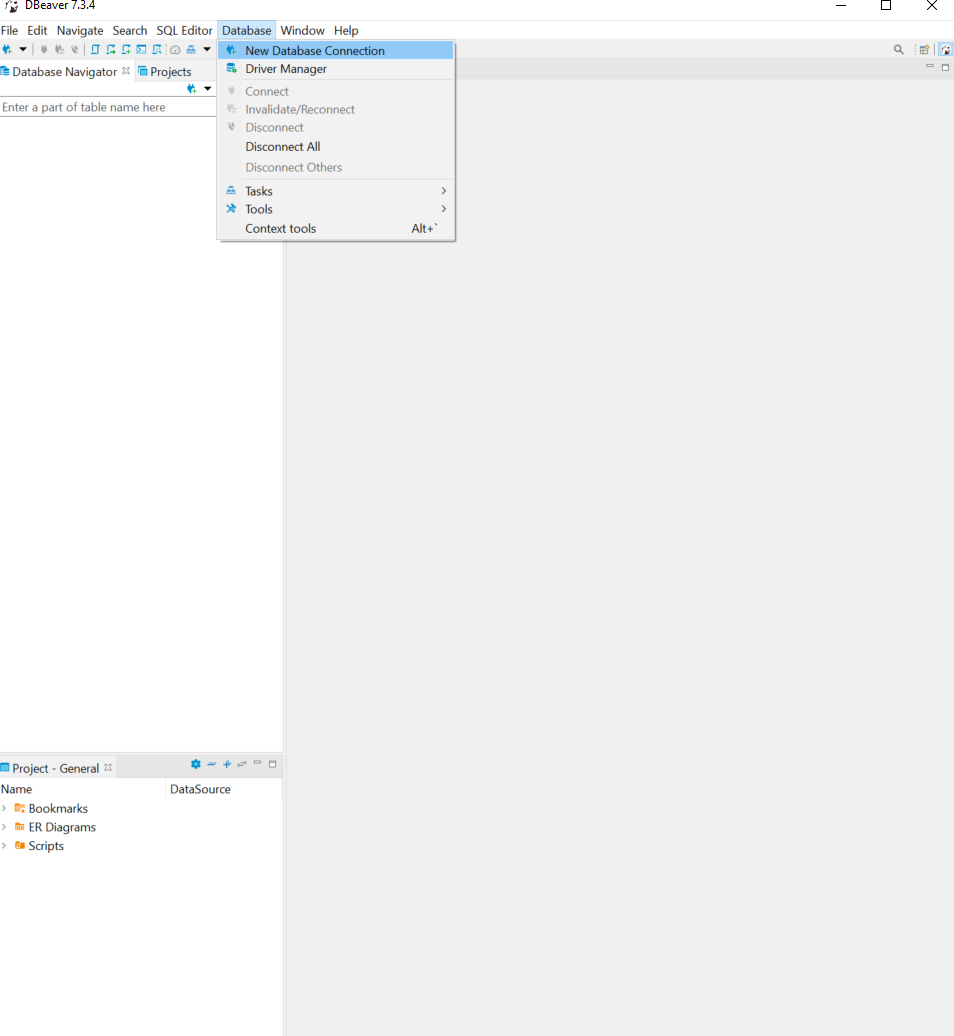 DBeaver 7.3.4
File Edit Navigate Search SQL Editor Database Window Help
Database Navigator Projects
Enter a part of table name here
New Database Connection
Driver Manager
Connect
Invalidate/Reconnect
Disconnect
Disconnect All
Disconnect Others
Tasks
Tools
Context tools Alt+`
Project - General
Name DataSource
Bookmarks
ER Diagrams
Scripts